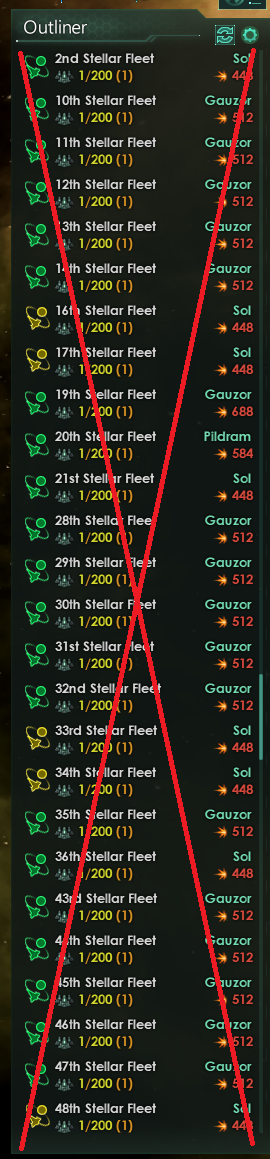 Outliner
2nd Stellar Fleet Sol
1/200 (1) 448
10th Stellar Fleet Gauzor
1/200 (1) 512
11th Stellar Fleet Gauzor
1/200 (1) 512
12th Stellar Fleet Gauzor
1/200 (1) 512
13th Stellar Fleet Gauzor
1/200 (1) 512
14th Stellar Fleet Gauzor
1/200 (1) 512
16th Stellar Fleet Sol
1/200 (1) 448
17th Stellar Fleet Sol
1/200 (1) 448
19th Stellar Fleet Gauzor
1/200 (1) 688
20th Stellar Fleet Pildram
1/200 (1) 584
21st Stellar Fleet Sol
1/200 (1) 448
28th Stellar Fleet Gauzor
1/200 (1) 512
29th Stellar Fleet Gauzor
1/200 (1) 512
30th Stellar Fleet Gauzor
1/200 (1) 512
31st Stellar Fleet Gauzor
1/200 (1) 512
32nd Stellar Fleet Gauzor
1/200 (1) 512
33rd Stellar Fleet Sol
1/200 (1) 448
34th Stellar Fleet Sol
1/200 (1) 448
35th Stellar Fleet Gauzor
1/200 (1) 512
36th Stellar Fleet Sol
1/200 (1) 448
43rd Stellar Fleet Gauzor
1/200 (1) 512
Stellar Fleet Gauzor
1/200 (1) 512
45th Stellar Fleet Gauzor
1/200 (1) 512
46th Stellar Fleet Gauzor
1/200 (1) 512
47th Stellar Fleet Gauzor
1/200 (1) 512
48th Stellar Fleet Sol
1/200 (1) 448